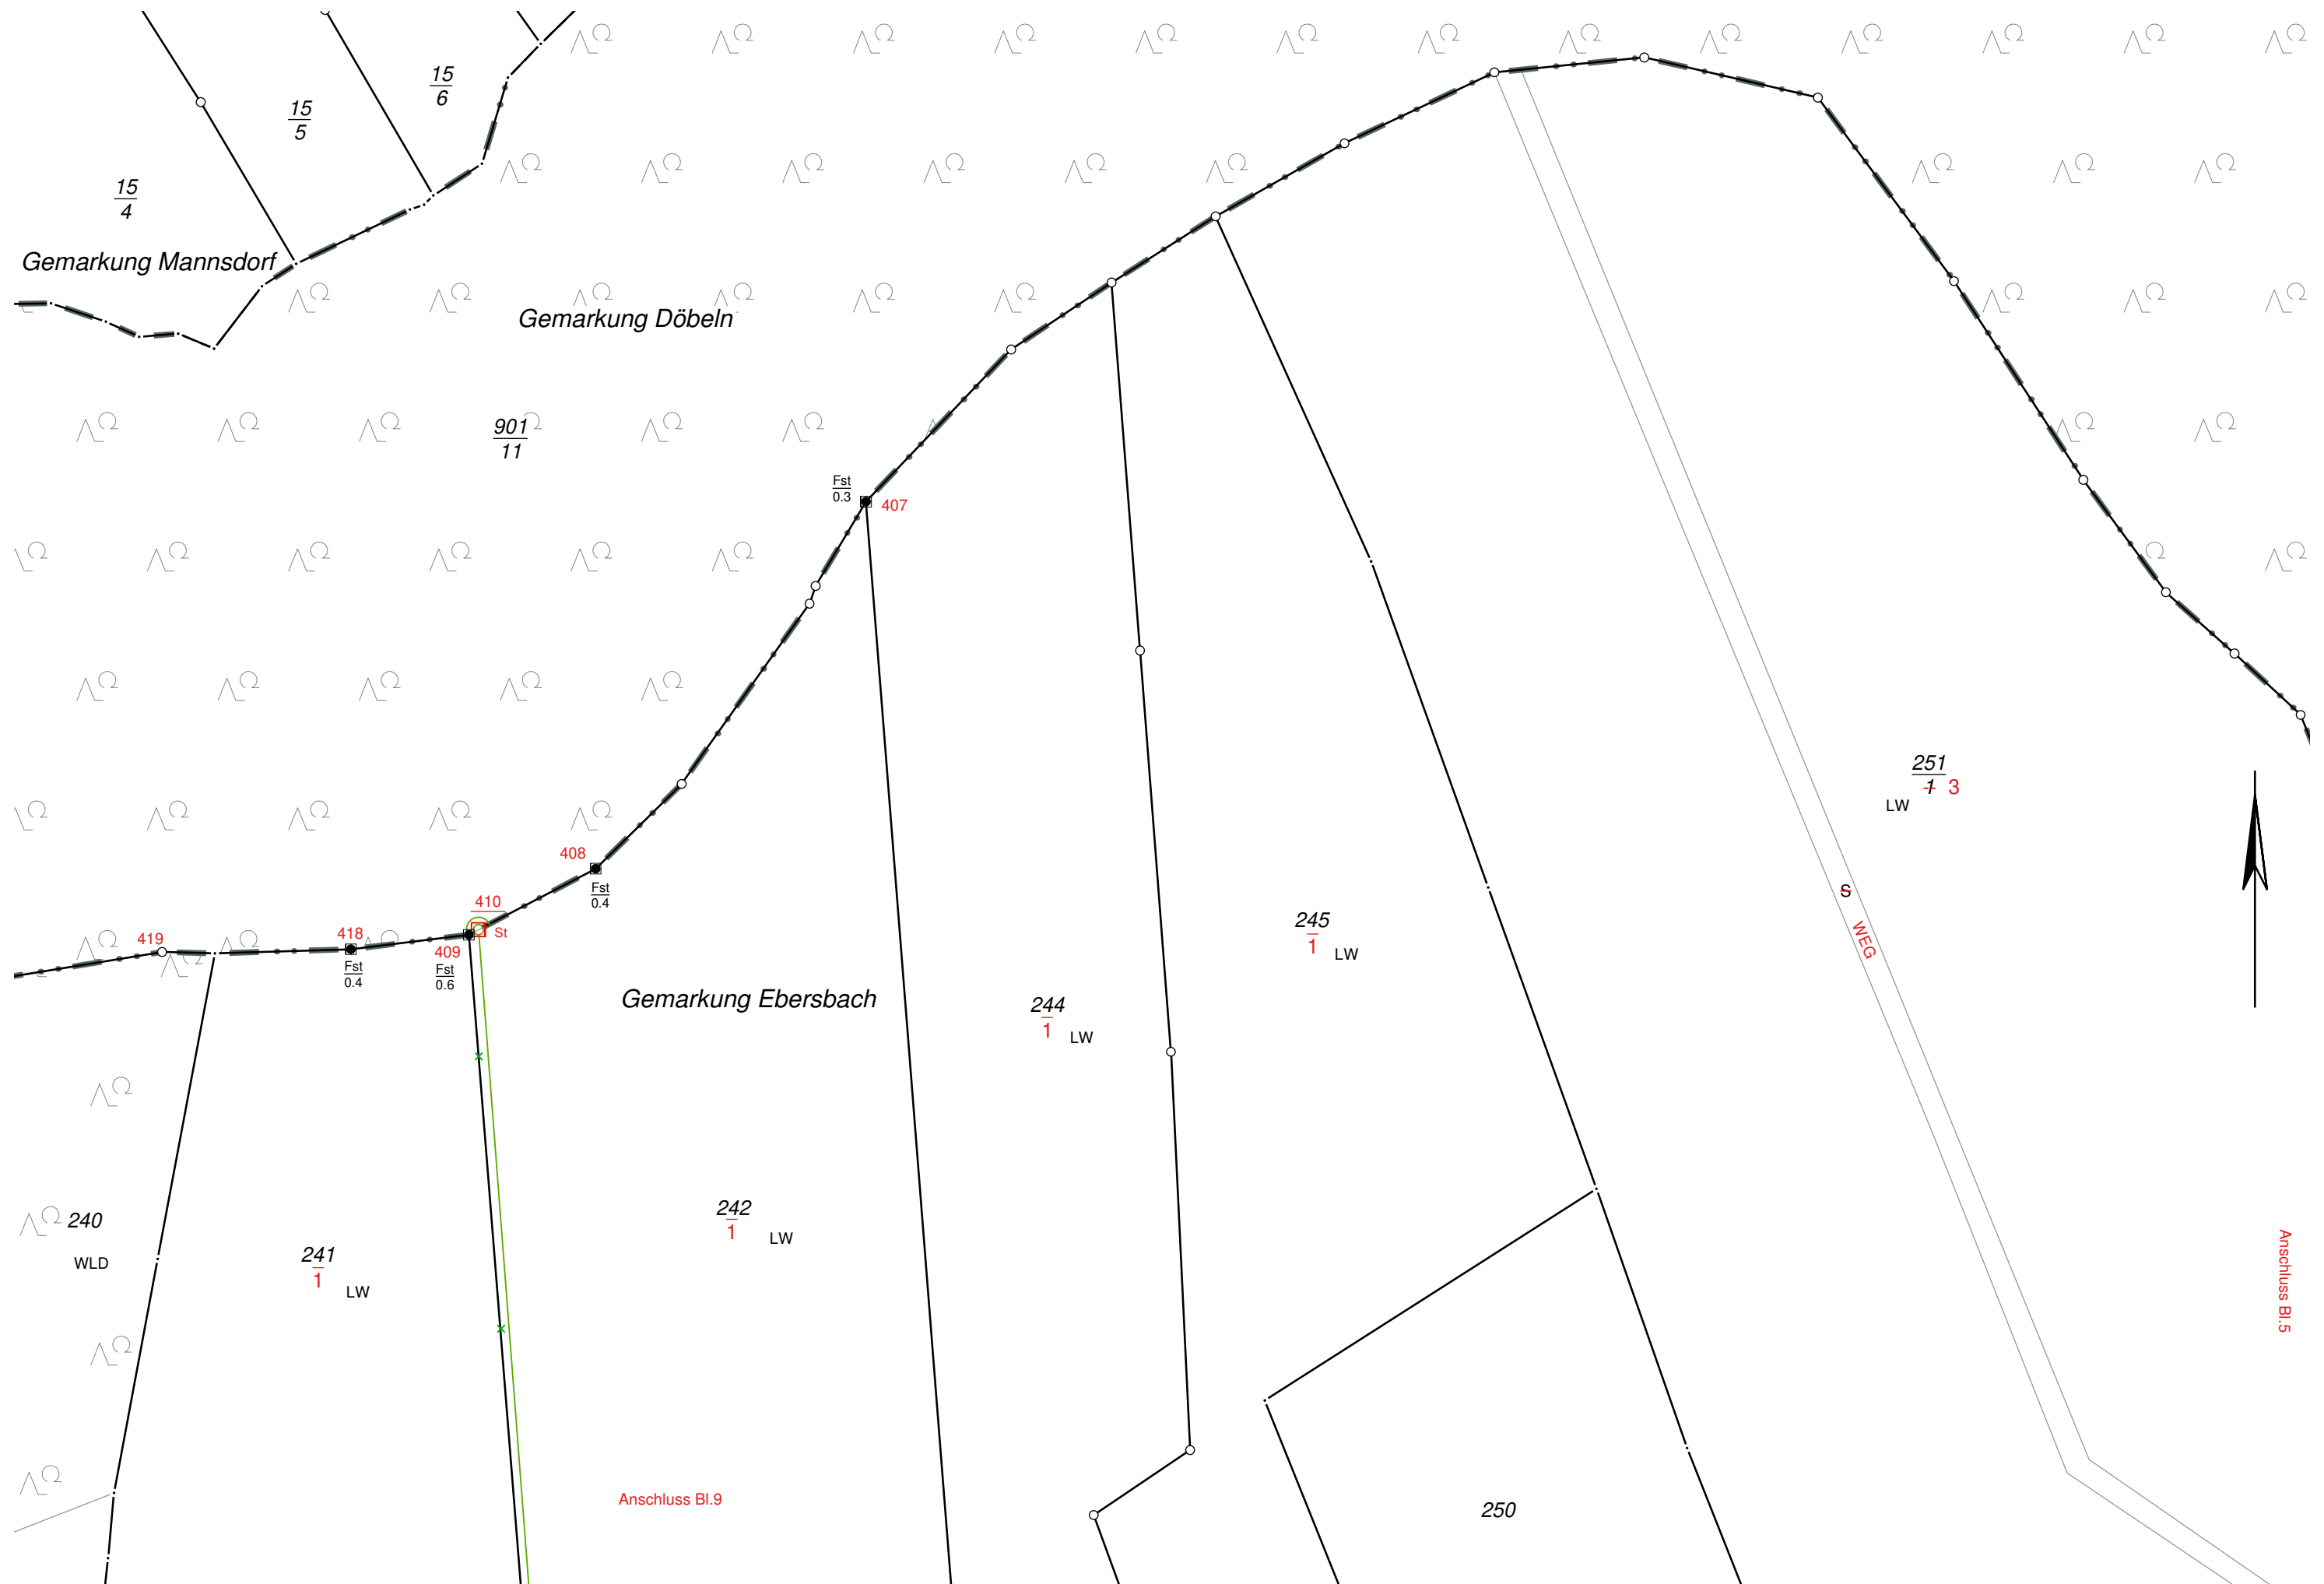 15
6
15
5
15
4
Gemarkung Mannsdorf
Gemarkung Döbeln
901
11
Fst
0.3
407
251
1 3
LW
408
Fst
0.4
410
St
S
WEG
419
418
Fst
0.4
409
Fst
0.6
245
1
LW
Gemarkung Ebersbach
244
1
LW
240
WLD
242
1
LW
241
1
LW
Anschluss Bl.5
Anschluss Bl.9
250